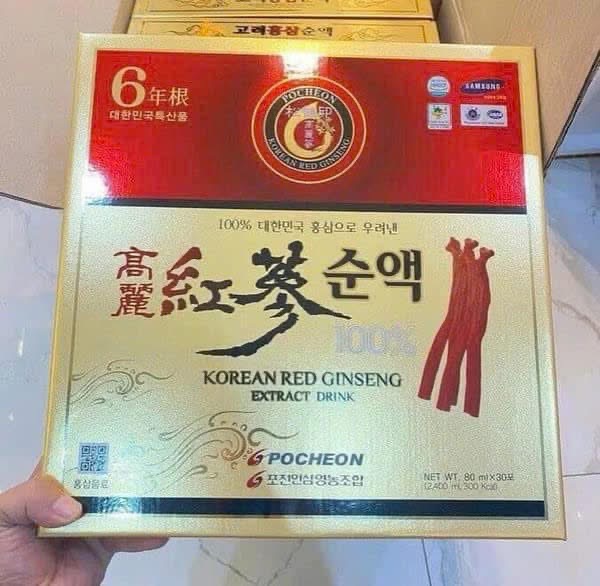 고려홍삼순액
6年根
대한민국특산품
POCHEON
KOREAN RED GINSENG
SAMSUNG
100% 대한민국 홍삼으로 우려낸
高麗紅蔘순액
100%
KOREAN RED GINSENG
EXTRACT DRINK
POCHEON
포천인삼영농조합
홍삼음료
NET WT. 80 ml×30포
(2,400 mL 300 Kcal)